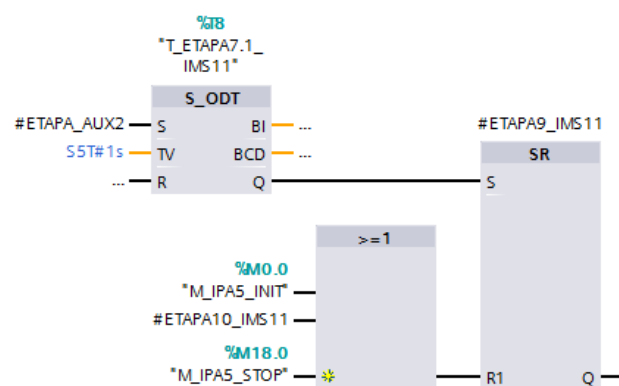 %T8
"T_ETAPA7.1_
IMS11"
S_ODT
#ETAPA_AUX2 S BI ...
S5T#1s TV BCD ...
... R Q
#ETAPA9_IMS11
SR
S
>=1
%M0.0
"M_IPA5_INIT"
#ETAPA10_IMS11
%M18.0
"M_IPA5_STOP"
R1 Q